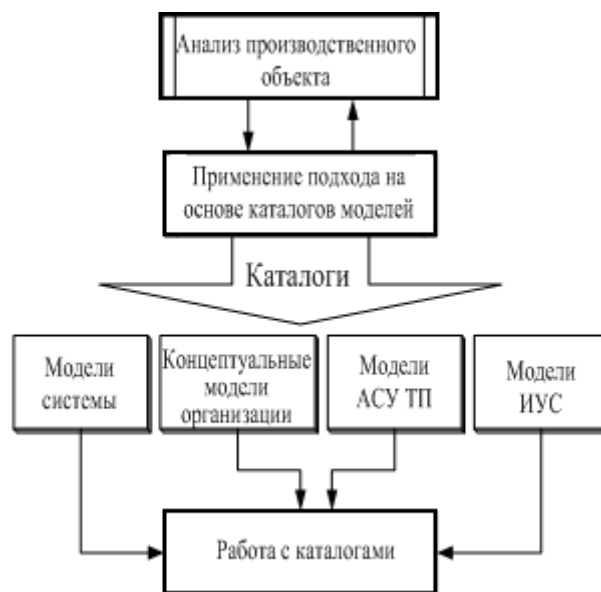 Анализ производственного
объекта
Применение подхода на
основе каталогов моделей
Каталоги
Модели
системы
Концептуальные
модели
организации
Модели
АСУ ТП
Модели
ИУС
Работа с каталогами